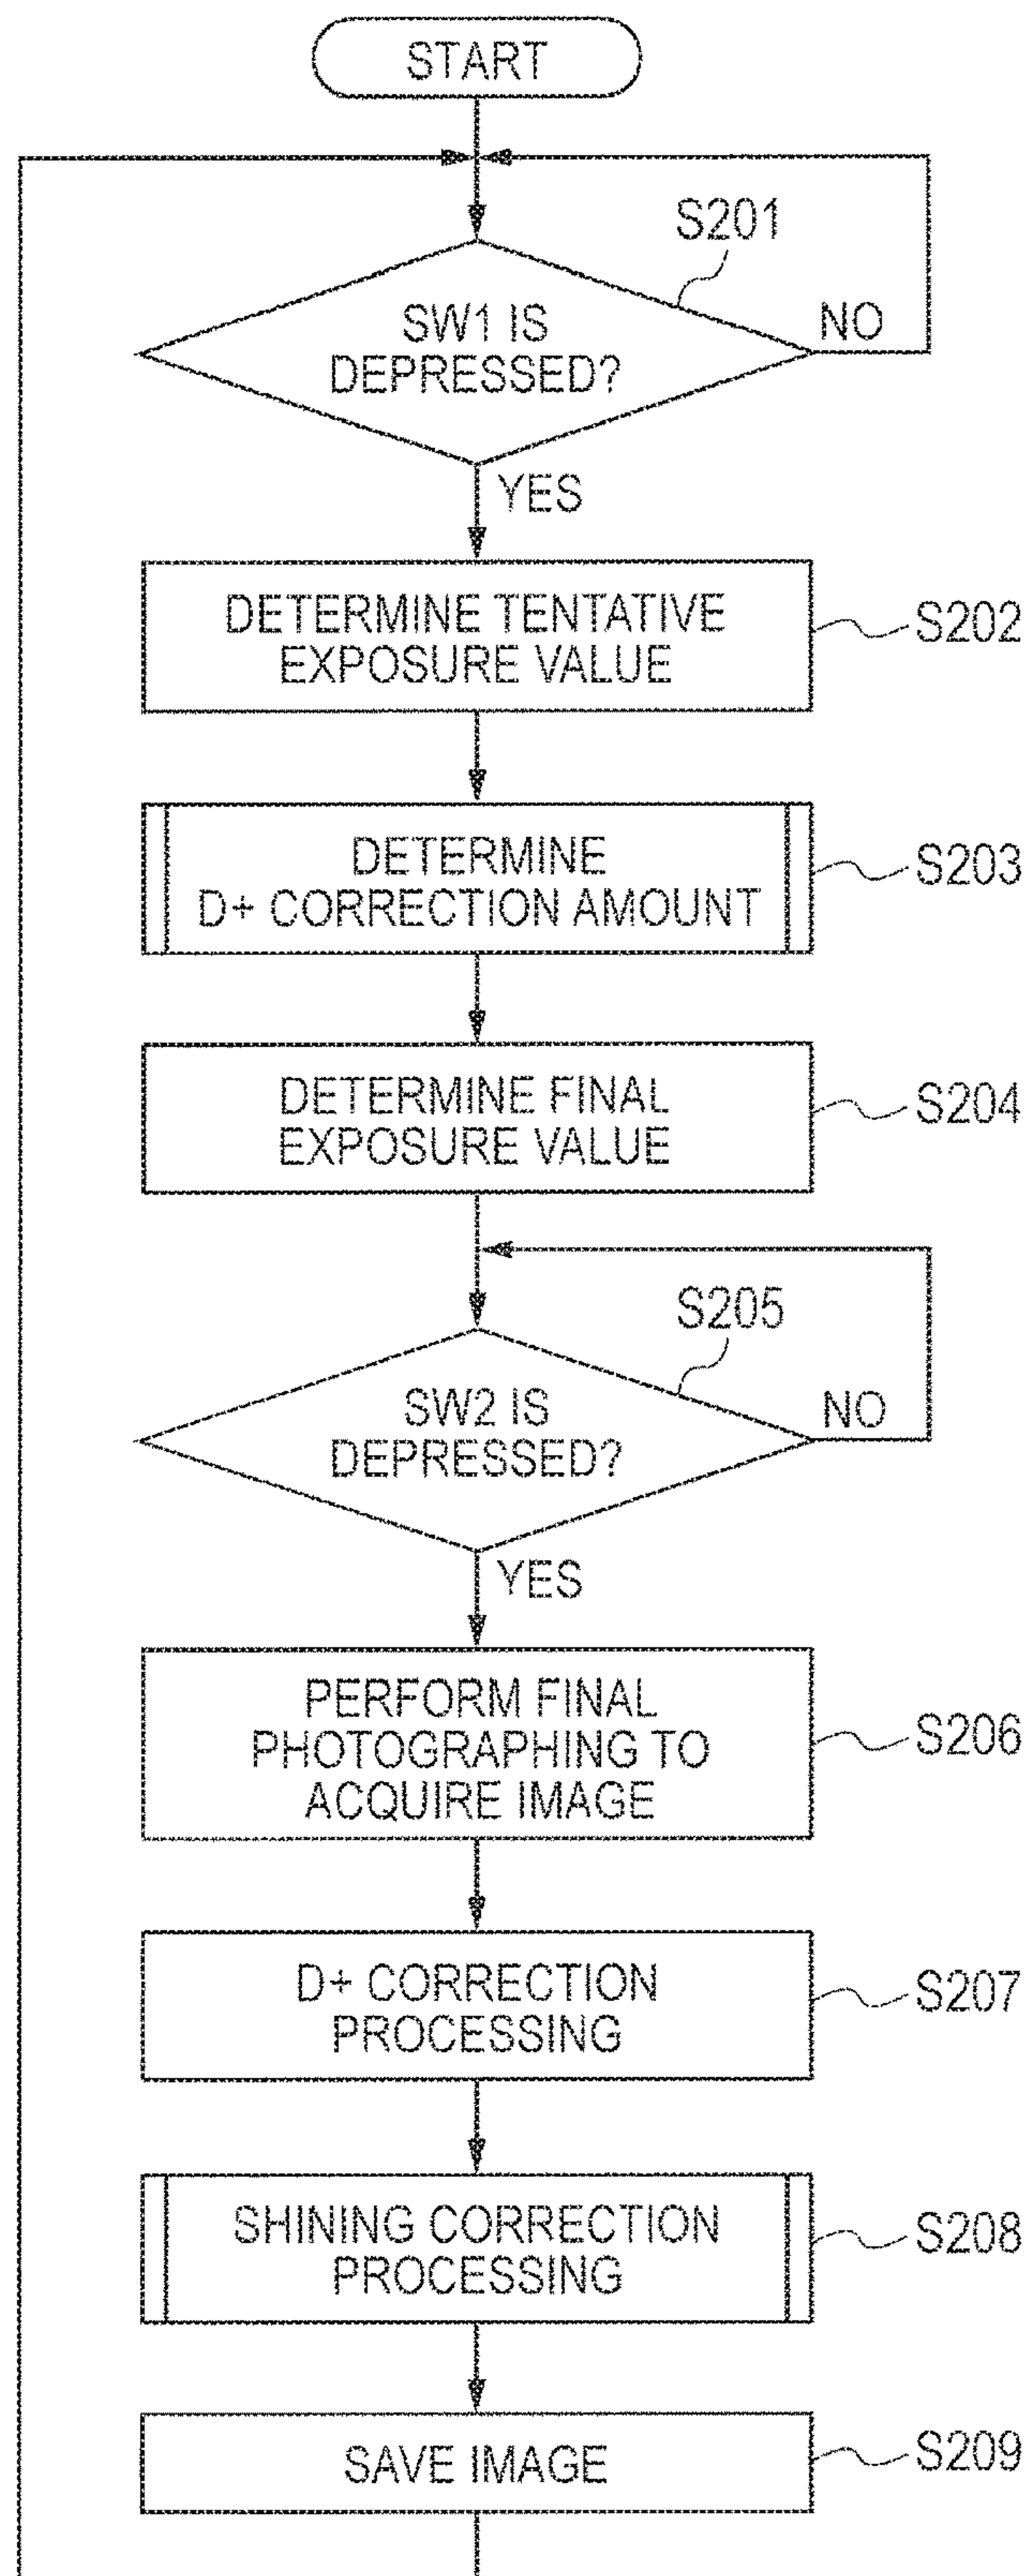 START
S201
SW1 IS
DEPRESSED?
NO
YES
DETERMINE TENTATIVE
EXPOSURE VALUE
S202
DETERMINE
D+ CORRECTION AMOUNT
S203
DETERMINE FINAL
EXPOSURE VALUE
S204
S205
SW2 IS
DEPRESSED?
NO
YES
PERFORM FINAL
PHOTOGRAPHING TO
ACQUIRE IMAGE
S206
D+ CORRECTION
PROCESSING
S207
SHINING CORRECTION
PROCESSING
S208
SAVE IMAGE
S209